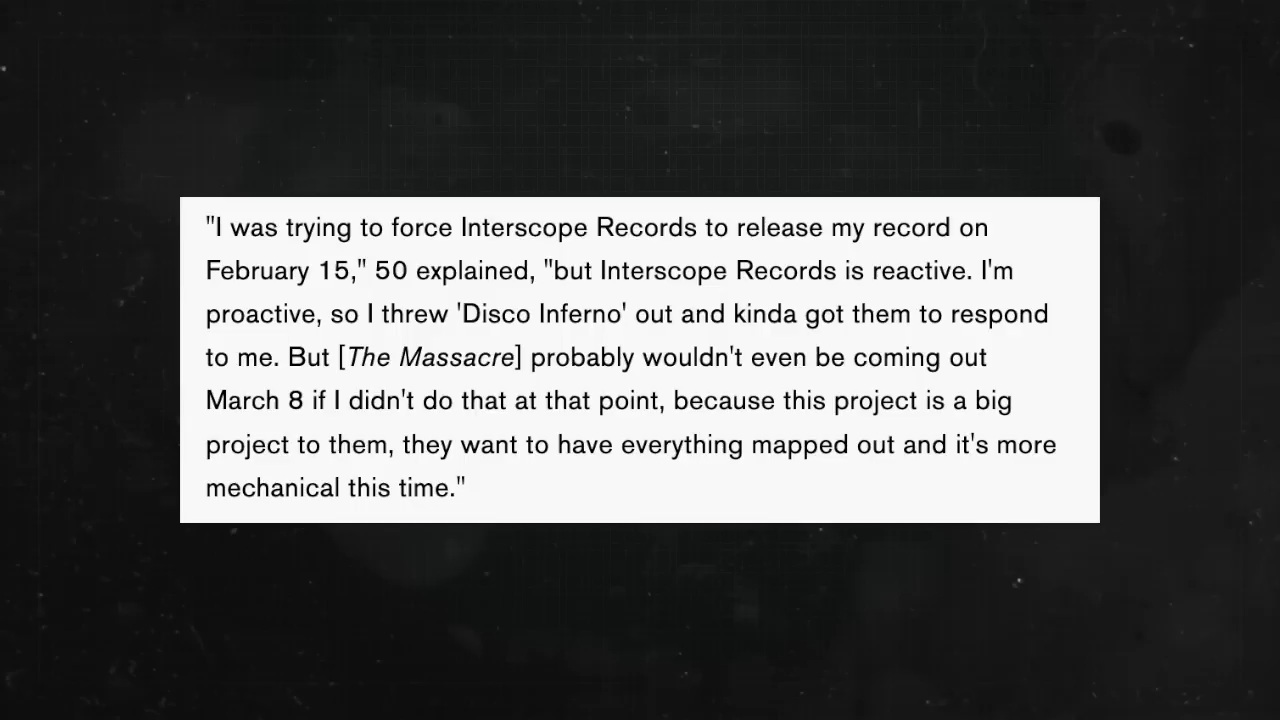 "I was trying to force Interscope Records to release my record on
February 15," 50 explained, "but Interscope Records is reactive. I'm
proactive, so I threw 'Disco Inferno' out and kinda got them to respond
to me. But [The Massacre] probably wouldn't even be coming out
March 8 if I didn't do that at that point, because this project is a big
project to them, they want to have everything mapped out and it's more
mechanical this time."